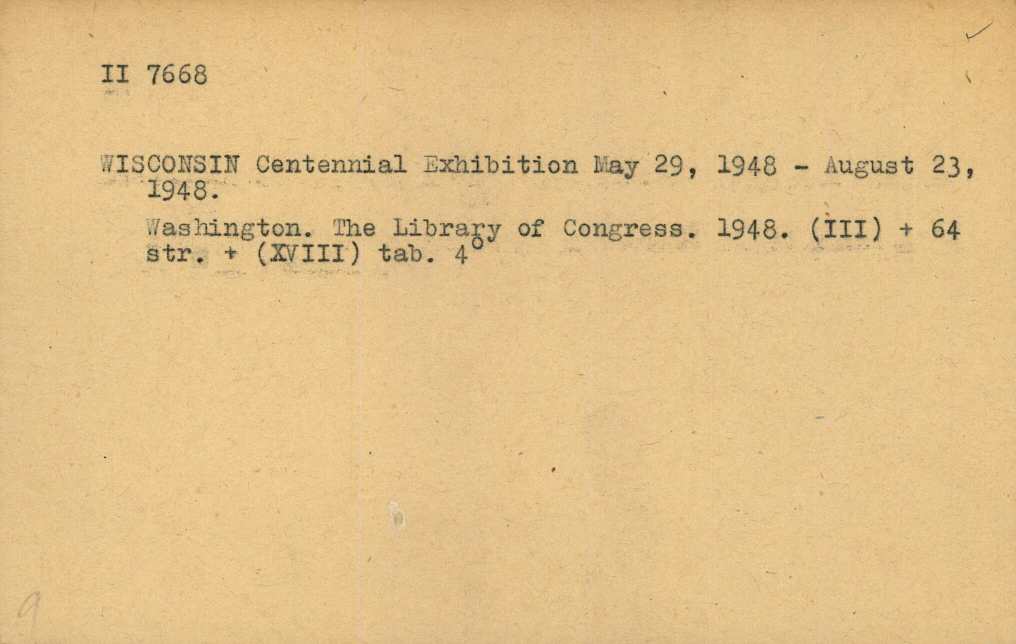 II 7668
WISCONSIN Centennial Exhibition May 29, 1948 - August 23,
1948.
Washington. The Library of Congress. 1948. (III) + 64
str. + (XVIII) tab. 4°
9